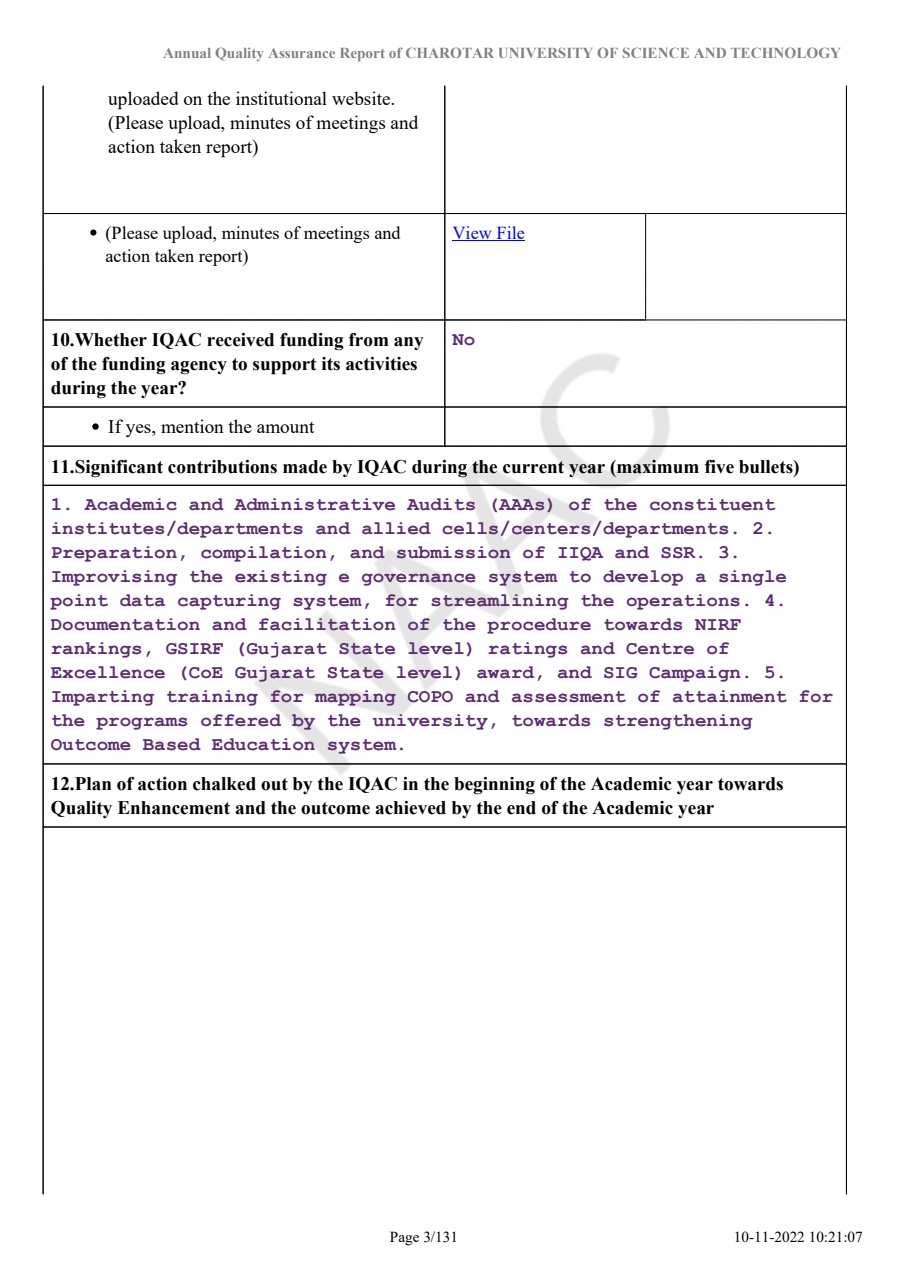 Annual Quality Assurance Report of CHAROTAR UNIVERSITY OF SCIENCE AND TECHNOLOGY
uploaded on the institutional website.
(Please upload, minutes of meetings and
action taken report)
• (Please upload, minutes of meetings and
action taken report)
View File
10.Whether IQAC received funding from any
of the funding agency to support its activities
during the year?
No
• If yes, mention the amount
11.Significant contributions made by IQAC during the current year (maximum five bullets)
1. Academic and Administrative Audits (AAAs) of the constituent
institutes/departments and allied cells/centers/departments. 2.
Preparation, compilation, and submission of IIQA and SSR. 3.
Improvising the existing e governance system to develop a single
point data capturing system, for streamlining the operations. 4.
Documentation and facilitation of the procedure towards NIRF
rankings, GSIRF (Gujarat State level) ratings and Centre of
Excellence (CoE Gujarat State level) award, and SIG Campaign. 5.
Imparting training for mapping COPO and assessment of attainment for
the programs offered by the university, towards strengthening
Outcome Based Education system.
12.Plan of action chalked out by the IQAC in the beginning of the Academic year towards
Quality Enhancement and the outcome achieved by the end of the Academic year
NAAC
Page 3/131
10-11-2022 10:21:07